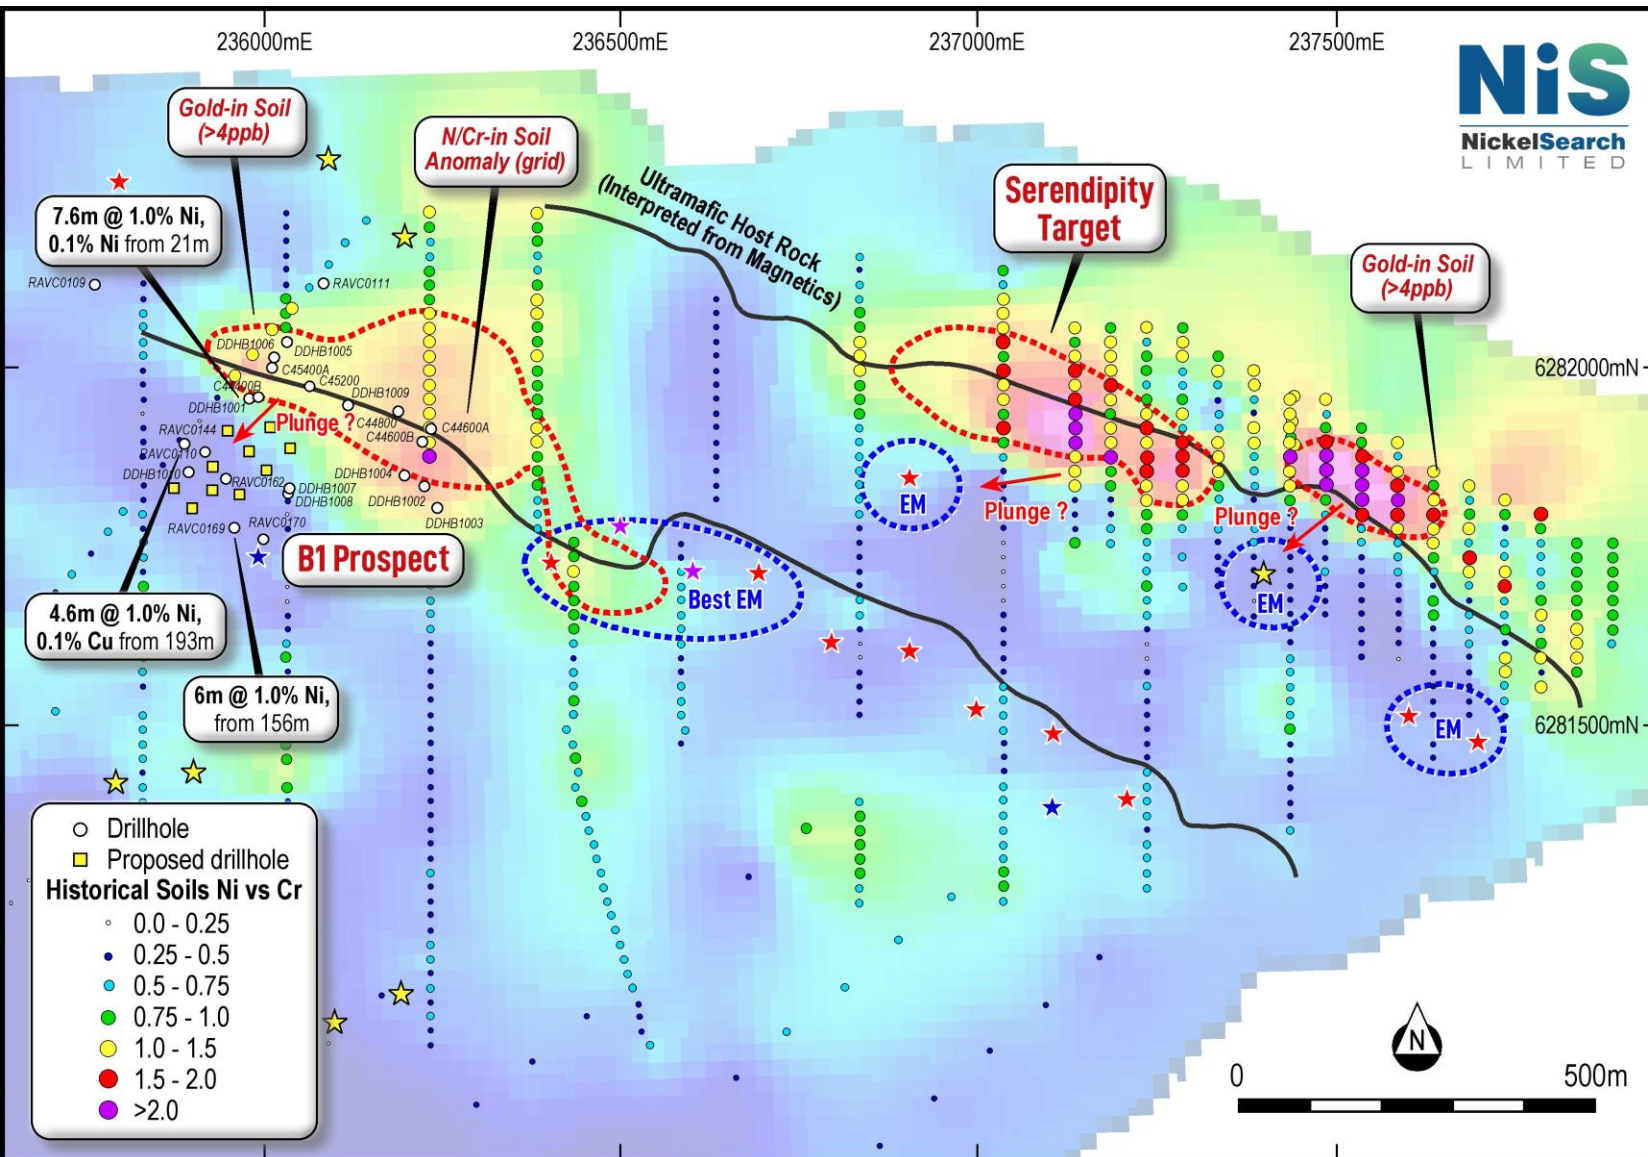 236000mE
236500mE
237000mE
237500mE
NiS
NickelSearch
LIMITED
Gold-in Soil
(>4ppb)
N/Cr-in Soil
Anomaly (grid)
Ultramafic Host Rock
(Interpreted from Magnetics)
Serendipity
Target
Gold-in Soil
(>4ppb)
7.6m @ 1.0% Ni,
0.1% Ni from 21m
RAVC0109
RAVC0111
DDHB1006
DDHB1005
C45400A
C45200
C44400B
DDHB1009
DDHB1001
Plunge ?
C44800
C44600A
C44600B
RAVC0144
RAVC0110
DDHB1010
RAVC0162
DDHB1007
DDHB1008
DDHB1004
DDHB1002
DDHB1003
RAVC0169
RAVC0170
B1 Prospect
6282000mN
EM
Plunge ?
Plunge ?
EM
Best EM
4.6m @ 1.0% Ni,
0.1% Cu from 193m
6m @ 1.0% Ni,
from 156m
EM
6281500mN
Drillhole
Proposed drillhole
Historical Soils Ni vs Cr
0.0 - 0.25
0.25 - 0.5
0.5 - 0.75
0.75 - 1.0
1.0 - 1.5
1.5 - 2.0
>2.0
N
0
500m